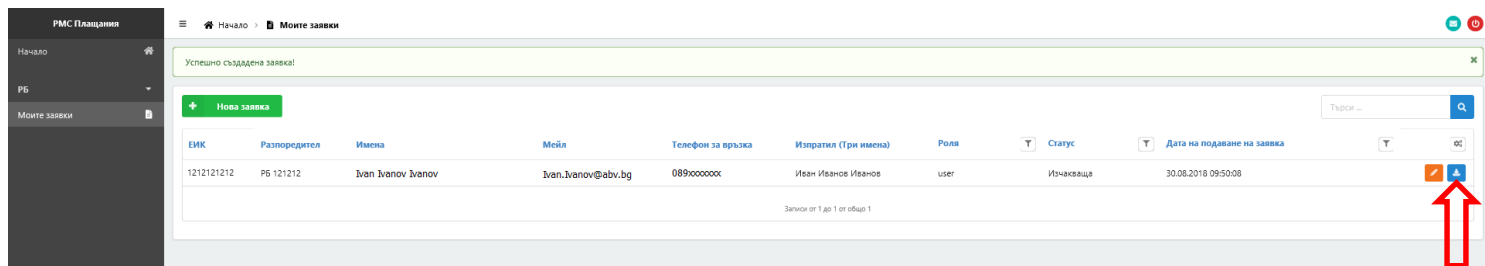 РМС Плащания
Начало > Моите заявки
Начало
Успешно създадена заявка!
РБ
Моите заявки
Нова заявка
Търси ...
ЕИК Разпоредител Имена Мейл Телефон за връзка Изпратил (Три имена) Роля Статус Дата на подаване на заявка
1212121212 РБ 121212 Ivan Ivanov Ivanov Ivan.Ivanov@abv.bg 089xxxxxxx Иван Иванов Иванов user Изчакваща 30.08.2018 09:50:08
Записи от 1 до 1 от общо 1